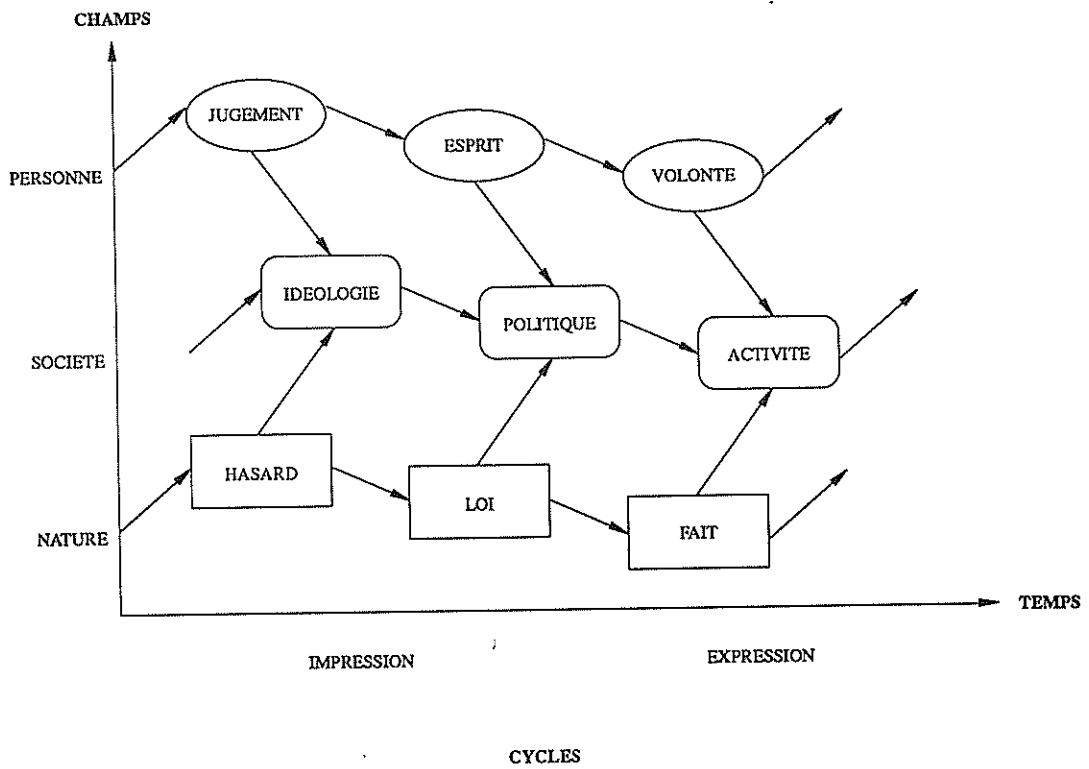 CHAMPS
JUGEMENT
ESPRIT
PERSONNE
VOLONTE
IDEOLOGIE
POLITIQUE
SOCIETE
ACTIVITE
HASARD
LOI
NATURE
FAIT
TEMPS
IMPRESSION
EXPRESSION
CYCLES